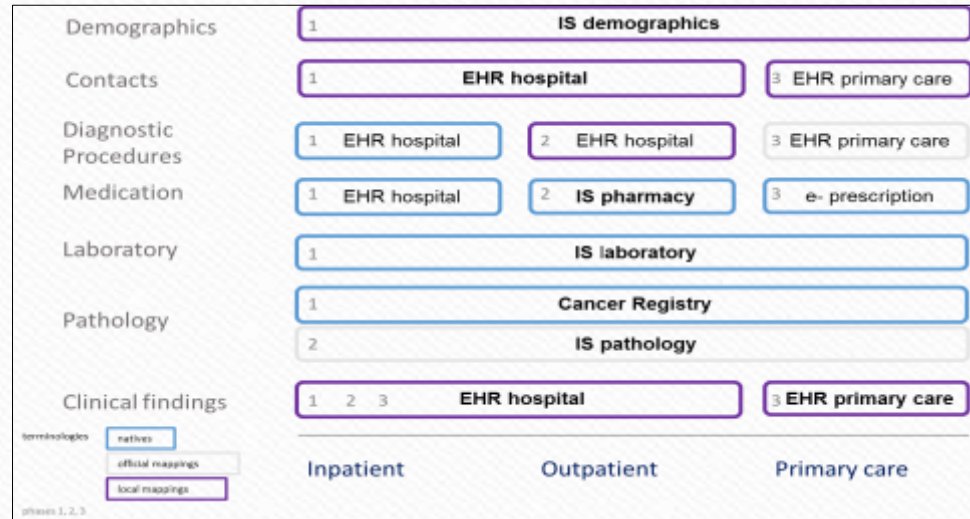 Demographics
1 IS demographics
Contacts
1 EHR hospital
3 EHR primary care
Diagnostic
Procedures
1 EHR hospital
2 EHR hospital
3 EHR primary care
Medication
1 EHR hospital
2 IS pharmacy
3 e- prescription
Laboratory
1 IS laboratory
Pathology
1 Cancer Registry
2 IS pathology
Clinical findings
1 2 3 EHR hospital
3 EHR primary care
terminologies
natives
official mappings
local mappings
phases 1, 2, 3
Inpatient
Outpatient
Primary care